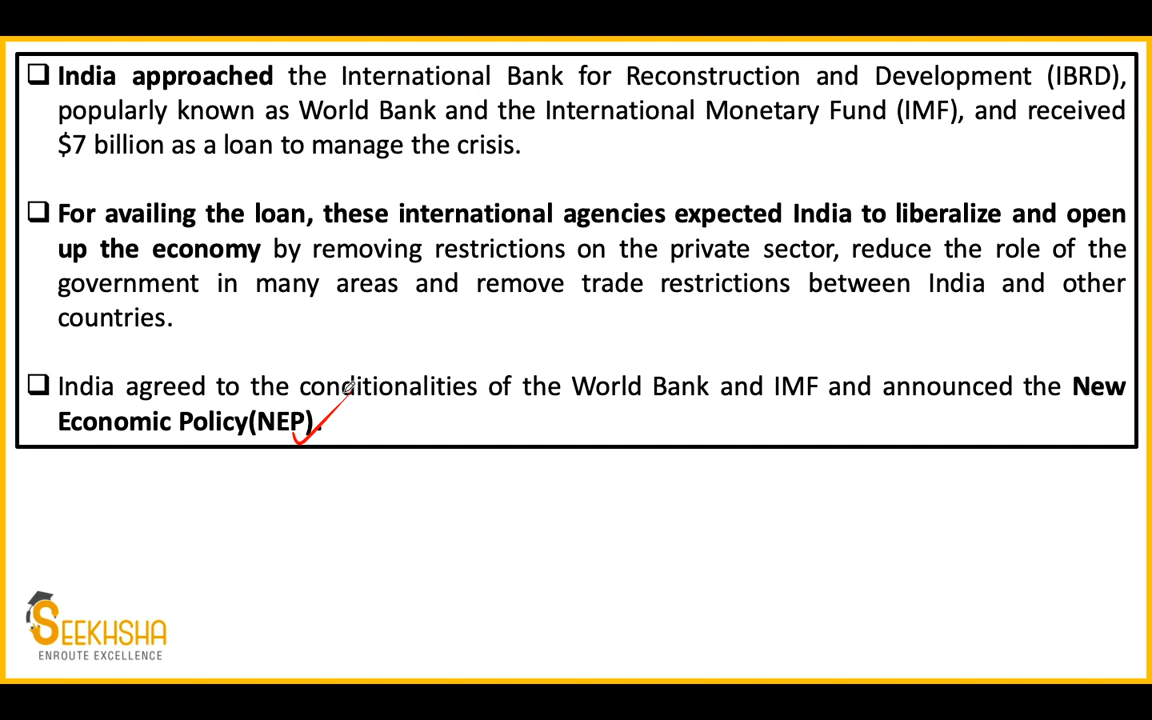 ❑ India approached the International Bank for Reconstruction and Development (IBRD),
popularly known as World Bank and the International Monetary Fund (IMF), and received
$7 billion as a loan to manage the crisis.
❑ For availing the loan, these international agencies expected India to liberalize and open
up the economy by removing restrictions on the private sector, reduce the role of the
government in many areas and remove trade restrictions between India and other
countries.
❑ India agreed to the conditionalities of the World Bank and IMF and announced the New
Economic Policy(NEP).
SEEKHSHA
ENROUTE EXCELLENCE